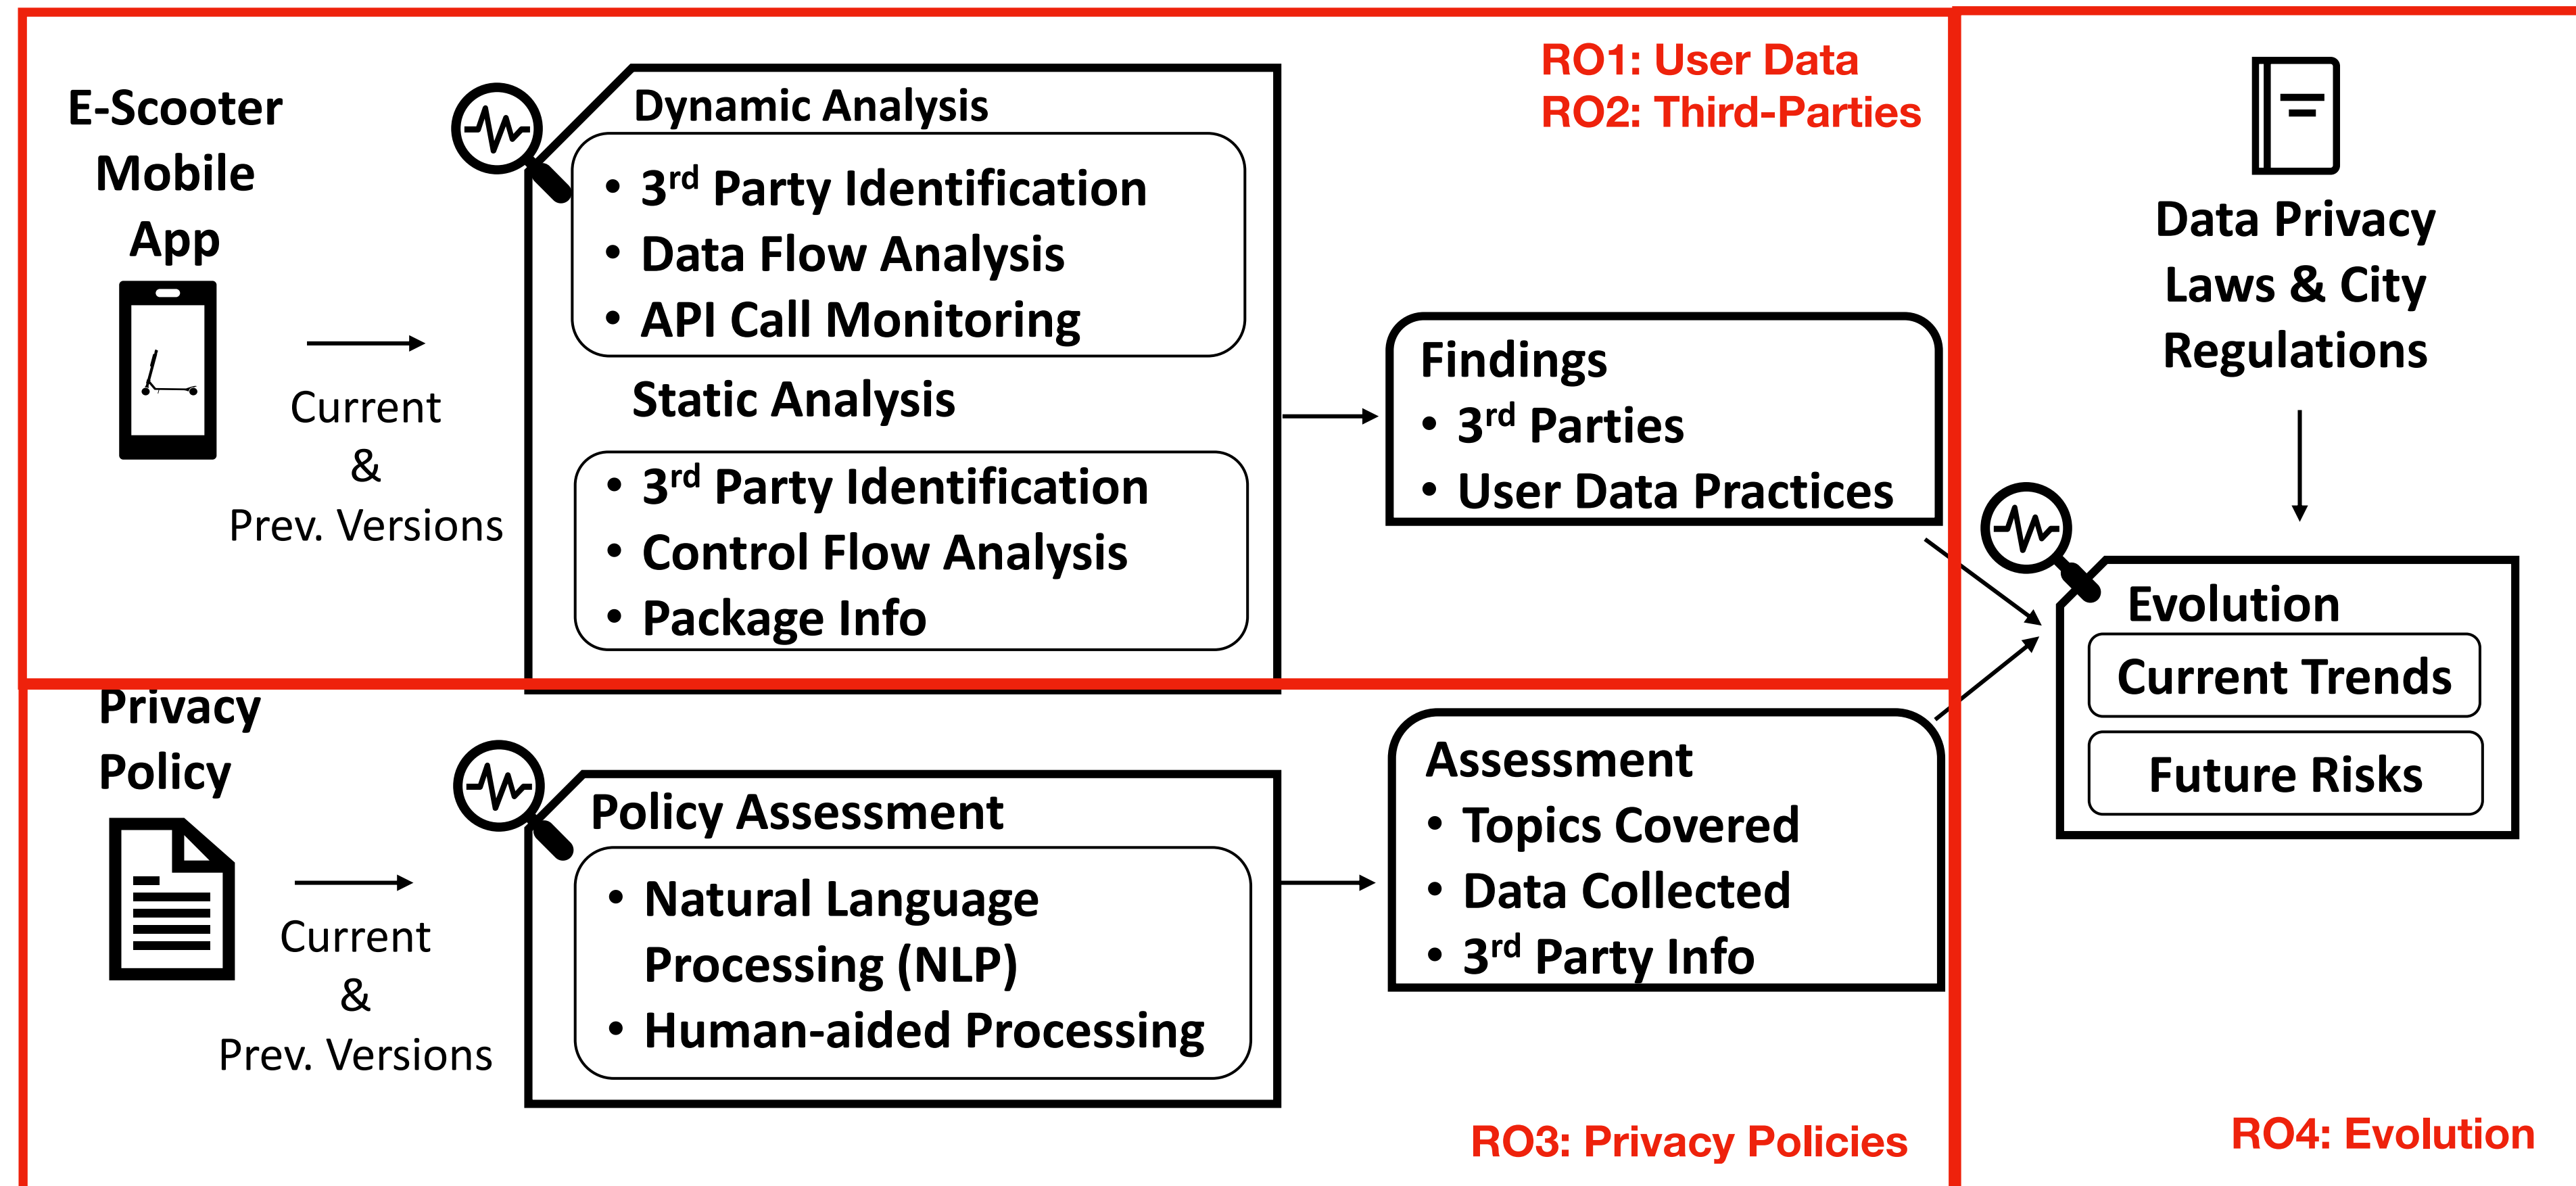 RO1: User Data
RO2: Third-Parties
E-Scooter
Mobile
App
Current
&
Prev. Versions
Dynamic Analysis
• 3rd Party Identification
• Data Flow Analysis
• API Call Monitoring
Static Analysis
• 3rd Party Identification
• Control Flow Analysis
• Package Info
Findings
• 3rd Parties
• User Data Practices
Privacy
Policy
Current
&
Prev. Versions
Policy Assessment
• Natural Language
Processing (NLP)
• Human-aided Processing
Assessment
• Topics Covered
• Data Collected
• 3rd Party Info
RO3: Privacy Policies
Data Privacy
Laws & City
Regulations
Evolution
Current Trends
Future Risks
RO4: Evolution